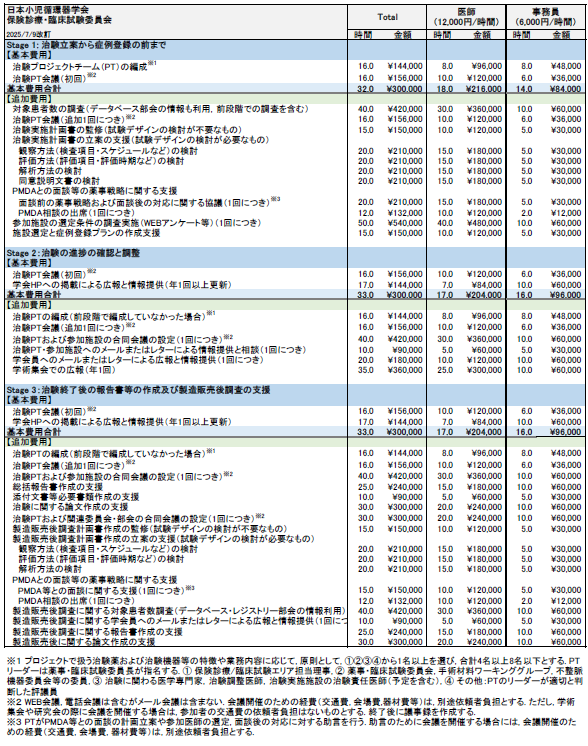 日本小児循環器学会
保険診療・臨床試験委員会
2025/7/9改訂
Total 医師 (12,000円/時間) 事務員 (6,000円/時間)
時間 金額 時間 金額 時間 金額
Stage 1: 治験立案から症例登録の前まで
【基本費用】
治験プロジェクトチーム(PT)の編成※1 16.0 ¥144,000 8.0 ¥96,000 8.0 ¥48,000
治験PT会議(初回)※2 16.0 ¥156,000 10.0 ¥120,000 6.0 ¥36,000
基本費用合計 32.0 ¥300,000 18.0 ¥216,000 14.0 ¥84,000
【追加費用】
対象患者数の調査(データベース部会の情報も利用, 前段階での調査を含む) 40.0 ¥420,000 30.0 ¥360,000 10.0 ¥60,000
治験PT会議(追加1回につき)※2 16.0 ¥156,000 10.0 ¥120,000 6.0 ¥36,000
治験実施計画書の監修(試験デザインの検討が不要なもの) 15.0 ¥150,000 10.0 ¥120,000 5.0 ¥30,000
治験実施計画書の立案の支援(試験デザインの検討が必要なもの)
観察方法(検査項目・スケジュールなど)の検討 20.0 ¥210,000 15.0 ¥180,000 5.0 ¥30,000
評価方法(評価項目・評価時期など)の検討 20.0 ¥210,000 15.0 ¥180,000 5.0 ¥30,000
解析方法の検討 20.0 ¥210,000 15.0 ¥180,000 5.0 ¥30,000
同意説明文書の検討 20.0 ¥210,000 15.0 ¥180,000 5.0 ¥30,000
PMDAとの面談等の薬事戦略に関する支援
面談前の薬事戦略および面談後の対応に関する協議(1回につき)※3 20.0 ¥210,000 15.0 ¥180,000 5.0 ¥30,000
PMDA相談の出席(1回につき) 12.0 ¥132,000 10.0 ¥120,000 2.0 ¥12,000
参加施設の選定条件の調査実施(WEBアンケート等)(1回につき) 50.0 ¥540,000 40.0 ¥480,000 10.0 ¥60,000
施設選定と症例登録プランの作成支援 15.0 ¥150,000 10.0 ¥120,000 5.0 ¥30,000
Stage 2: 治験の進捗の確認と調整
【基本費用】
治験PT会議(初回)※2 16.0 ¥156,000 10.0 ¥120,000 6.0 ¥36,000
学会HPへの掲載による広報と情報提供(年1回以上更新) 17.0 ¥144,000 7.0 ¥84,000 10.0 ¥60,000
基本費用合計 33.0 ¥300,000 17.0 ¥204,000 16.0 ¥96,000
【追加費用】
治験PTの編成(前段階で編成していなかった場合)※1 16.0 ¥144,000 8.0 ¥96,000 8.0 ¥48,000
治験PT会議(追加1回につき)※2 16.0 ¥156,000 10.0 ¥120,000 6.0 ¥36,000
治験PTおよび参加施設の合同会議の設定(1回につき)※2 40.0 ¥420,000 30.0 ¥360,000 10.0 ¥60,000
治験PT・参加施設へのメールまたはレターによる情報提供と相談(1回につき) 10.0 ¥90,000 5.0 ¥60,000 5.0 ¥30,000
学会員へのメールまたはレターによる広報と情報提供(1回につき) 20.0 ¥180,000 10.0 ¥120,000 10.0 ¥60,000
学術集会での広報(年1回) 35.0 ¥360,000 25.0 ¥300,000 10.0 ¥60,000
Stage 3: 治験終了後の報告書等の作成及び製造販売後調査の支援
【基本費用】
治験PT会議(初回)※2 16.0 ¥156,000 10.0 ¥120,000 6.0 ¥36,000
学会HPへの掲載による広報と情報提供(年1回以上更新) 17.0 ¥144,000 7.0 ¥84,000 10.0 ¥60,000
基本費用合計 33.0 ¥300,000 17.0 ¥204,000 16.0 ¥96,000
【追加費用】
治験PTの編成(前段階で編成していなかった場合)※1 16.0 ¥144,000 8.0 ¥96,000 8.0 ¥48,000
治験PT会議(追加1回につき)※2 16.0 ¥156,000 10.0 ¥120,000 6.0 ¥36,000
治験PTおよび参加施設の合同会議の設定(1回につき)※2 40.0 ¥420,000 30.0 ¥360,000 10.0 ¥60,000
総括報告書作成の支援 25.0 ¥240,000 15.0 ¥180,000 10.0 ¥60,000
添付文書等必要書類作成の支援 10.0 ¥90,000 5.0 ¥60,000 5.0 ¥30,000
治験に関する論文作成の支援 30.0 ¥300,000 20.0 ¥240,000 10.0 ¥60,000
治験PTおよび関連委員会・部会の合同会議の設定(1回につき)※2 30.0 ¥300,000 20.0 ¥240,000 10.0 ¥60,000
製造販売後調査計画書作成の監修(試験デザインの検討が不要なもの) 15.0 ¥150,000 10.0 ¥120,000 5.0 ¥30,000
製造販売後調査計画書作成の立案の支援(試験デザインの検討が必要なもの)
観察方法(検査項目・スケジュールなど)の検討 20.0 ¥210,000 15.0 ¥180,000 5.0 ¥30,000
評価方法(評価項目・評価時期など)の検討 20.0 ¥210,000 15.0 ¥180,000 5.0 ¥30,000
解析方法の検討 20.0 ¥210,000 15.0 ¥180,000 5.0 ¥30,000
PMDAとの面談等の薬事戦略に関する支援
PMDA等との面談に関する支援(1回につき)※3 15.0 ¥150,000 10.0 ¥120,000 5.0 ¥30,000
PMDA相談の出席(1回につき) 12.0 ¥132,000 10.0 ¥120,000 2.0 ¥12,000
製造販売後調査に関する対象患者数調査(データベース・レジストリー部会の情報利用) 40.0 ¥420,000 30.0 ¥360,000 10.0 ¥60,000
製造販売後調査に関する学会員へのメールまたはレターによる広報と情報提供(1回につ 10.0 ¥90,000 5.0 ¥60,000 5.0 ¥30,000
製造販売後調査に関する報告書作成の支援 25.0 ¥240,000 15.0 ¥180,000 10.0 ¥60,000
製造販売後に関する論文作成の支援 30.0 ¥300,000 20.0 ¥240,000 10.0 ¥60,000
※1 プロジェクトで扱う治験薬および治験機器等の特徴や業務内容に応じて, 原則として, ①②③④から1名以上を選び, 合計4名以上8名以下とする. PT
リーダーは薬事・臨床試験委員長が指名する. ① 保険診療/臨床試験エリア担当理事, ② 薬事・臨床試験委員会, 手術材料ワーキンググループ, 不整脈
機器委員会等の委員, ③ 治験に関わる医学専門家, 治験調整医師, 治験実施施設の治験責任医師(予定を含む), ④ その他:PTのリーダーが適切と判
断した評議員
※2 WEB会議, 電話会議は含むがメール会議は含まない. 会議開催のための経費(交通費, 会場費,器材費等)は, 別途依頼者負担とする. ただし, 学術集
会や研究会の際に会議を開催する場合は, 参加者の交通費の依頼者負担はないものとする. 終了後に議事録を作成する.
※3 PTがPMDA等との面談の計画立案や参加医師の選定, 面談後の対応に対する助言を行う. 助言のために会議を開催する場合には, 会議開催のた
めの経費(交通費, 会場費, 器材費等)は, 別途依頼者負担とする.